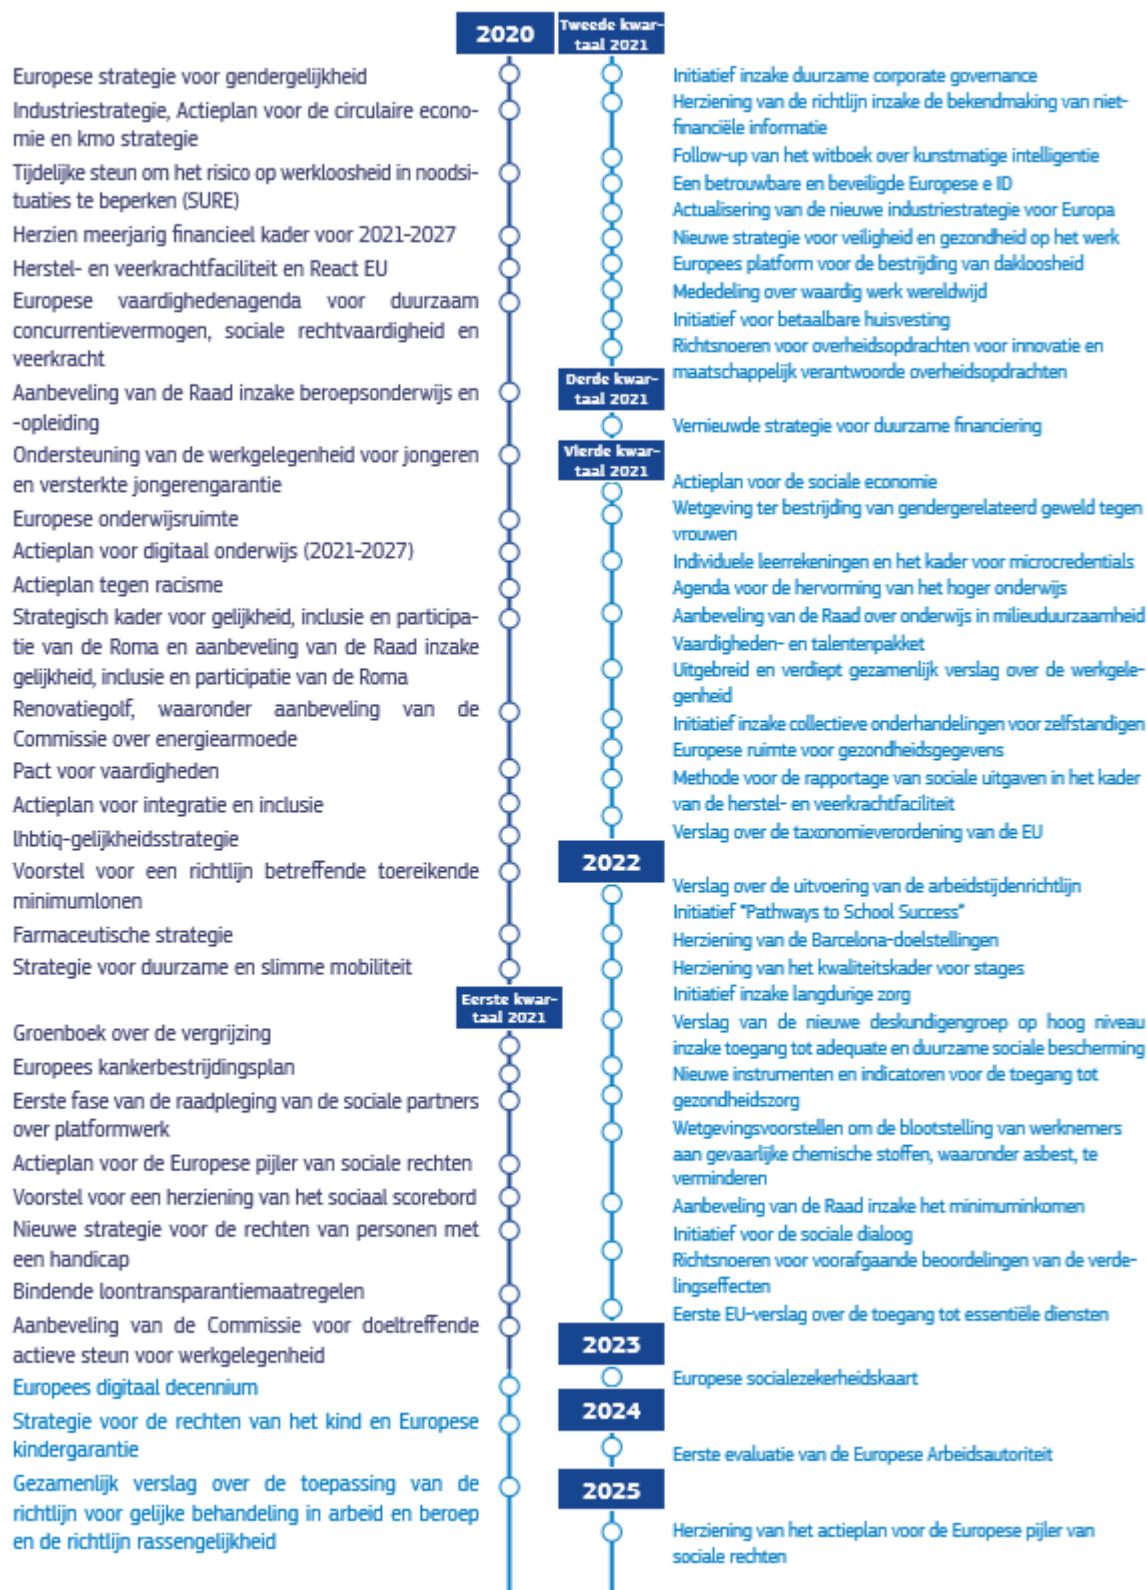 2020
Europese strategie voor gendergelijkheid
Industriestrategie, Actieplan voor de circulaire econo-
mie en kmo strategie
Tijdelijke steun om het risico op werkloosheid in noodsi-
tuaties te beperken (SURE)
Herzien meerjarig financieel kader voor 2021-2027
Herstel- en veerkrachtfaciliteit en React EU
Europese vaardighedenagenda voor duurzaam
concurrentievermogen, sociale rechtvaardigheid en
veerkracht
Aanbeveling van de Raad inzake beroepsonderwijs en
-opleiding
Ondersteuning van de werkgelegenheid voor jongeren
en versterkte jongerengarantie
Europese onderwijsruimte
Actieplan voor digitaal onderwijs (2021-2027)
Actieplan tegen racisme
Strategisch kader voor gelijkheid, inclusie en participa-
tie van de Roma en aanbeveling van de Raad inzake
gelijkheid, inclusie en participatie van de Roma
Renovatiegolf, waaronder aanbeveling van de
Commissie over energiearmoede
Pact voor vaardigheden
Actieplan voor integratie en inclusie
lhbtiq-gelijkheidsstrategie
Voorstel voor een richtlijn betreffende toereikende
minimumlonen
Farmaceutische strategie
Strategie voor duurzame en slimme mobiliteit
Eerste kwar-
taal 2021
Groenboek over de vergrijzing
Europees kankerbestrijdingsplan
Eerste fase van de raadpleging van de sociale partners
over platformwerk
Actieplan voor de Europese pijler van sociale rechten
Voorstel voor een herziening van het sociaal scorebord
Nieuwe strategie voor de rechten van personen met
een handicap
Bindende loontransparantiemaatregelen
Aanbeveling van de Commissie voor doeltreffende
actieve steun voor werkgelegenheid
Europees digitaal decennium
Strategie voor de rechten van het kind en Europese
kindergarantie
Gezamenlijk verslag over de toepassing van de
richtlijn voor gelijke behandeling in arbeid en beroep
en de richtlijn rassengelijkheid
Tweede kwar-
taal 2021
Initiatief inzake duurzame corporate governance
Herziening van de richtlijn inzake de bekendmaking van niet-
financiële informatie
Follow-up van het witboek over kunstmatige intelligentie
Een betrouwbare en beveiligde Europese e ID
Actualisering van de nieuwe industriestrategie voor Europa
Nieuwe strategie voor veiligheid en gezondheid op het werk
Europees platform voor de bestrijding van dakloosheid
Mededeling over waardig werk wereldwijd
Initiatief voor betaalbare huisvesting
Richtsnoeren voor overheidsopdrachten voor innovatie en
maatschappelijk verantwoorde overheidsopdrachten
Derde kwar-
taal 2021
Vernieuwde strategie voor duurzame financiering
Vierde kwar-
taal 2021
Actieplan voor de sociale economie
Wetgeving ter bestrijding van gendergerelateerd geweld tegen
vrouwen
Individuele leerrekeningen en het kader voor microcredentials
Agenda voor de hervorming van het hoger onderwijs
Aanbeveling van de Raad over onderwijs in milieuduurzaamheid
Vaardigheden- en talentenpakket
Uitgebreid en verdiept gezamenlijk verslag over de werkgele-
genheid
Initiatief inzake collectieve onderhandelingen voor zelfstandigen
Europese ruimte voor gezondheidsgegevens
Methode voor de rapportage van sociale uitgaven in het kader
van de herstel- en veerkrachtfaciliteit
Verslag over de taxonomieverordening van de EU
2022
Verslag over de uitvoering van de arbeidstijdenrichtlijn
Initiatief "Pathways to School Success"
Herziening van de Barcelona-doelstellingen
Herziening van het kwaliteitskader voor stages
Initiatief inzake langdurige zorg
Verslag van de nieuwe deskundigengroep op hoog niveau
inzake toegang tot adequate en duurzame sociale bescherming
Nieuwe instrumenten en indicatoren voor de toegang tot
gezondheidszorg
Wetgevingsvoorstellen om de blootstelling van werknemers
aan gevaarlijke chemische stoffen, waaronder asbest, te
verminderen
Aanbeveling van de Raad inzake het minimuminkomen
Initiatief voor de sociale dialoog
Richtsnoeren voor voorafgaande beoordelingen van de verde-
lingseffecten
Eerste EU-verslag over de toegang tot essentiële diensten
2023
Europese socialezekerheidskaart
2024
Eerste evaluatie van de Europese Arbeidsautoriteit
2025
Herziening van het actieplan voor de Europese pijler van
sociale rechten